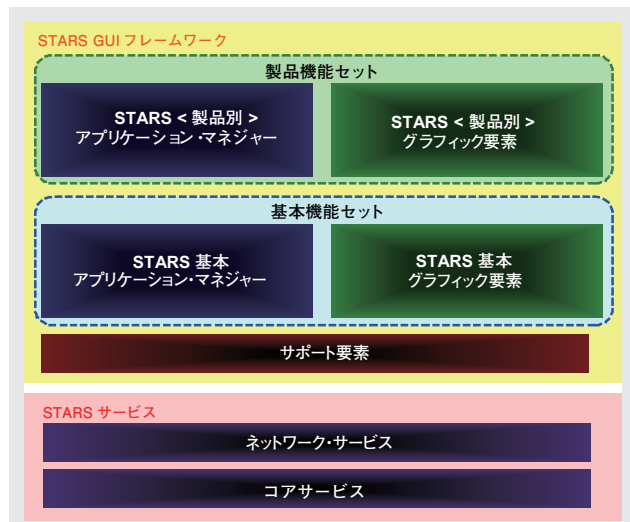 STARS GUI フレームワーク
製品機能セット
STARS < 製品別 >
アプリケーション・マネジャー
STARS < 製品別 >
グラフィック要素
基本機能セット
STARS 基本
アプリケーション・マネジャー
STARS 基本
グラフィック要素
サポート要素
STARS サービス
ネットワーク・サービス
コアサービス